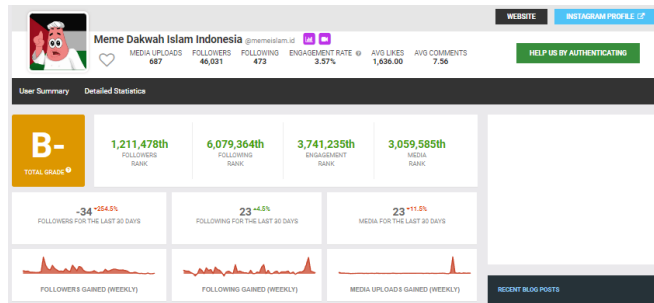 WEBSITE
INSTAGRAM PROFILE
Meme Dakwah Islam Indonesia @memeislam.id
MEDIA UPLOADS FOLLOWERS FOLLOWING ENGAGEMENT RATE AVG LIKES AVG COMMENTS
687 46,031 473 3.57% 1,636.00 7.56
HELP US BY AUTHENTICATING
User Summary Detailed Statistics
B-
TOTAL GRADE
1,211,478th 6,079,364th 3,741,235th 3,059,585th
FOLLOWERS FOLLOWING ENGAGEMENT MEDIA
RANK RANK RANK RANK
-34 +254.5% 23 +4.5% 23 +11.5%
FOLLOWERS FOR THE LAST 30 DAYS FOLLOWING FOR THE LAST 30 DAYS MEDIA FOR THE LAST 30 DAYS
FOLLOWERS GAINED (WEEKLY) FOLLOWING GAINED (WEEKLY) MEDIA UPLOADS GAINED (WEEKLY)
RECENT BLOG POSTS